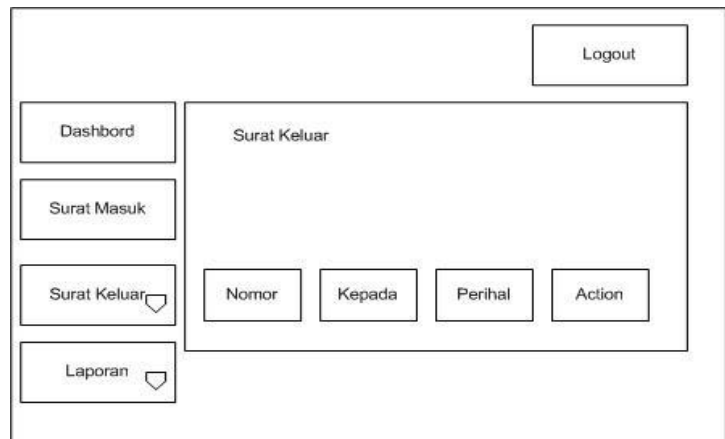 Logout
Dashbord
Surat Masuk
Surat Keluar
Laporan
Surat Keluar
Nomor
Kepada
Perihal
Action